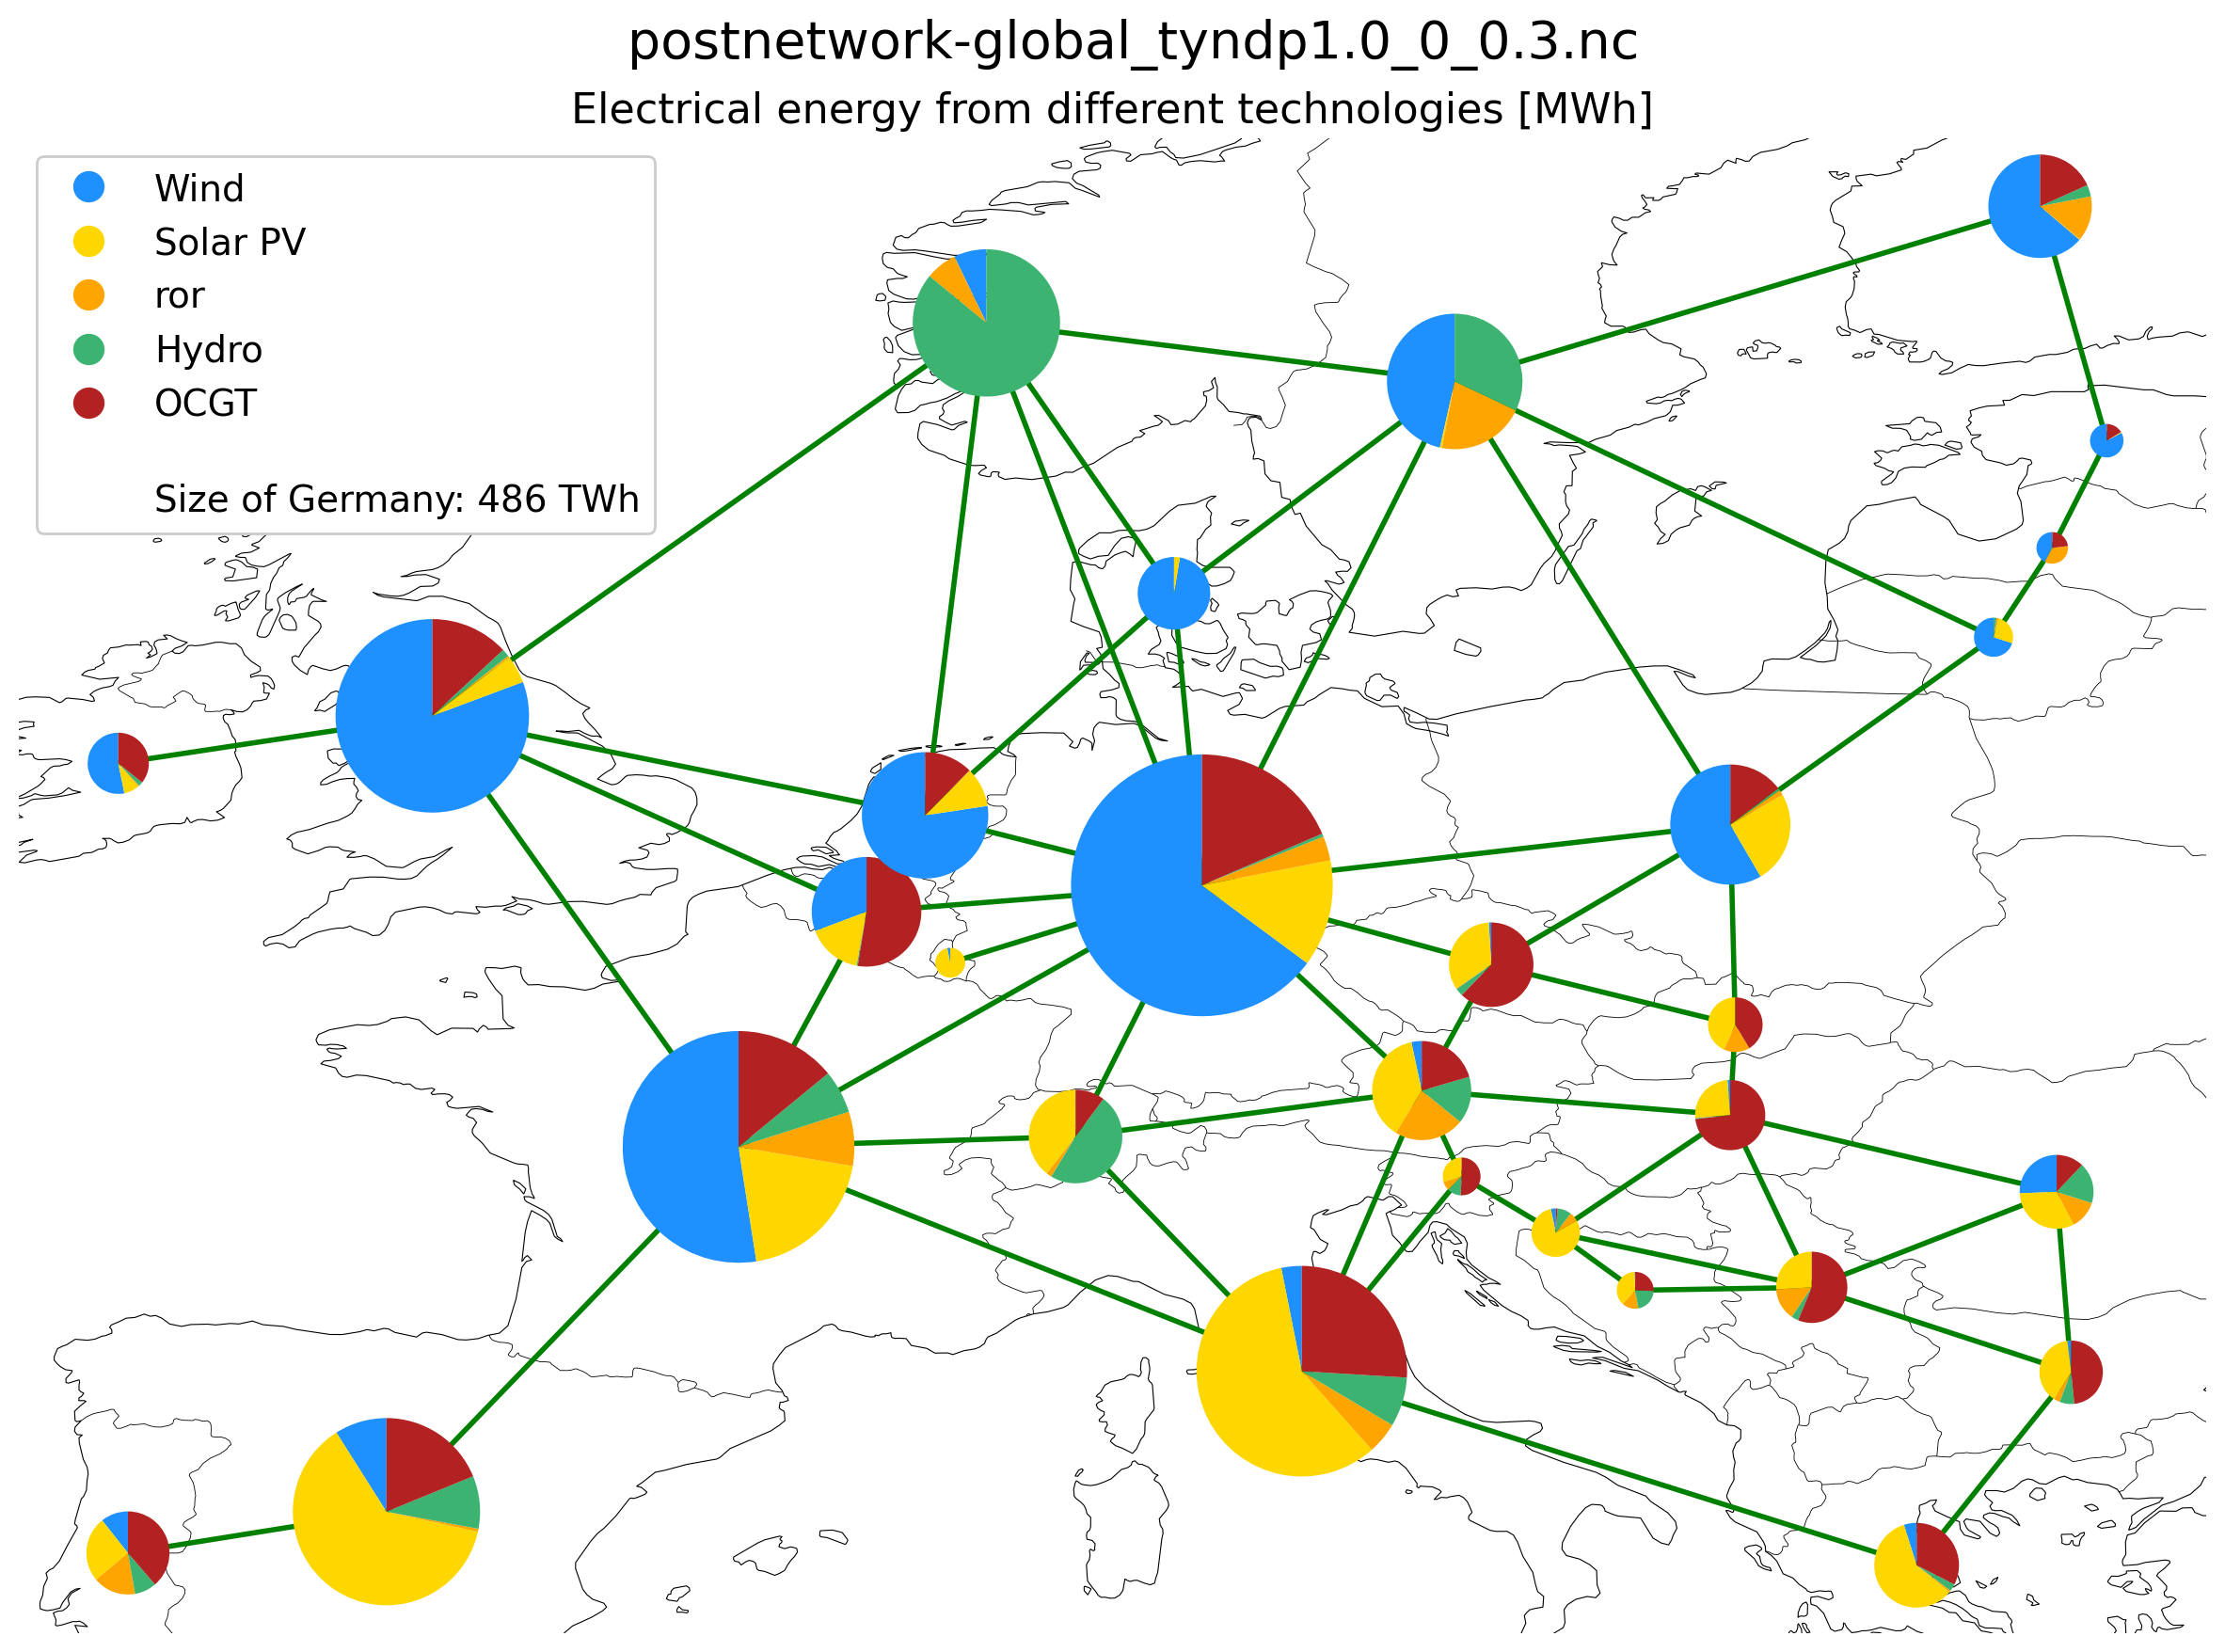 postnetwork-global_tyndp1.0_0_0.3.nc
Electrical energy from different technologies [MWh]
Wind
Solar PV
ror
Hydro
OCGT
Size of Germany: 486 TWh